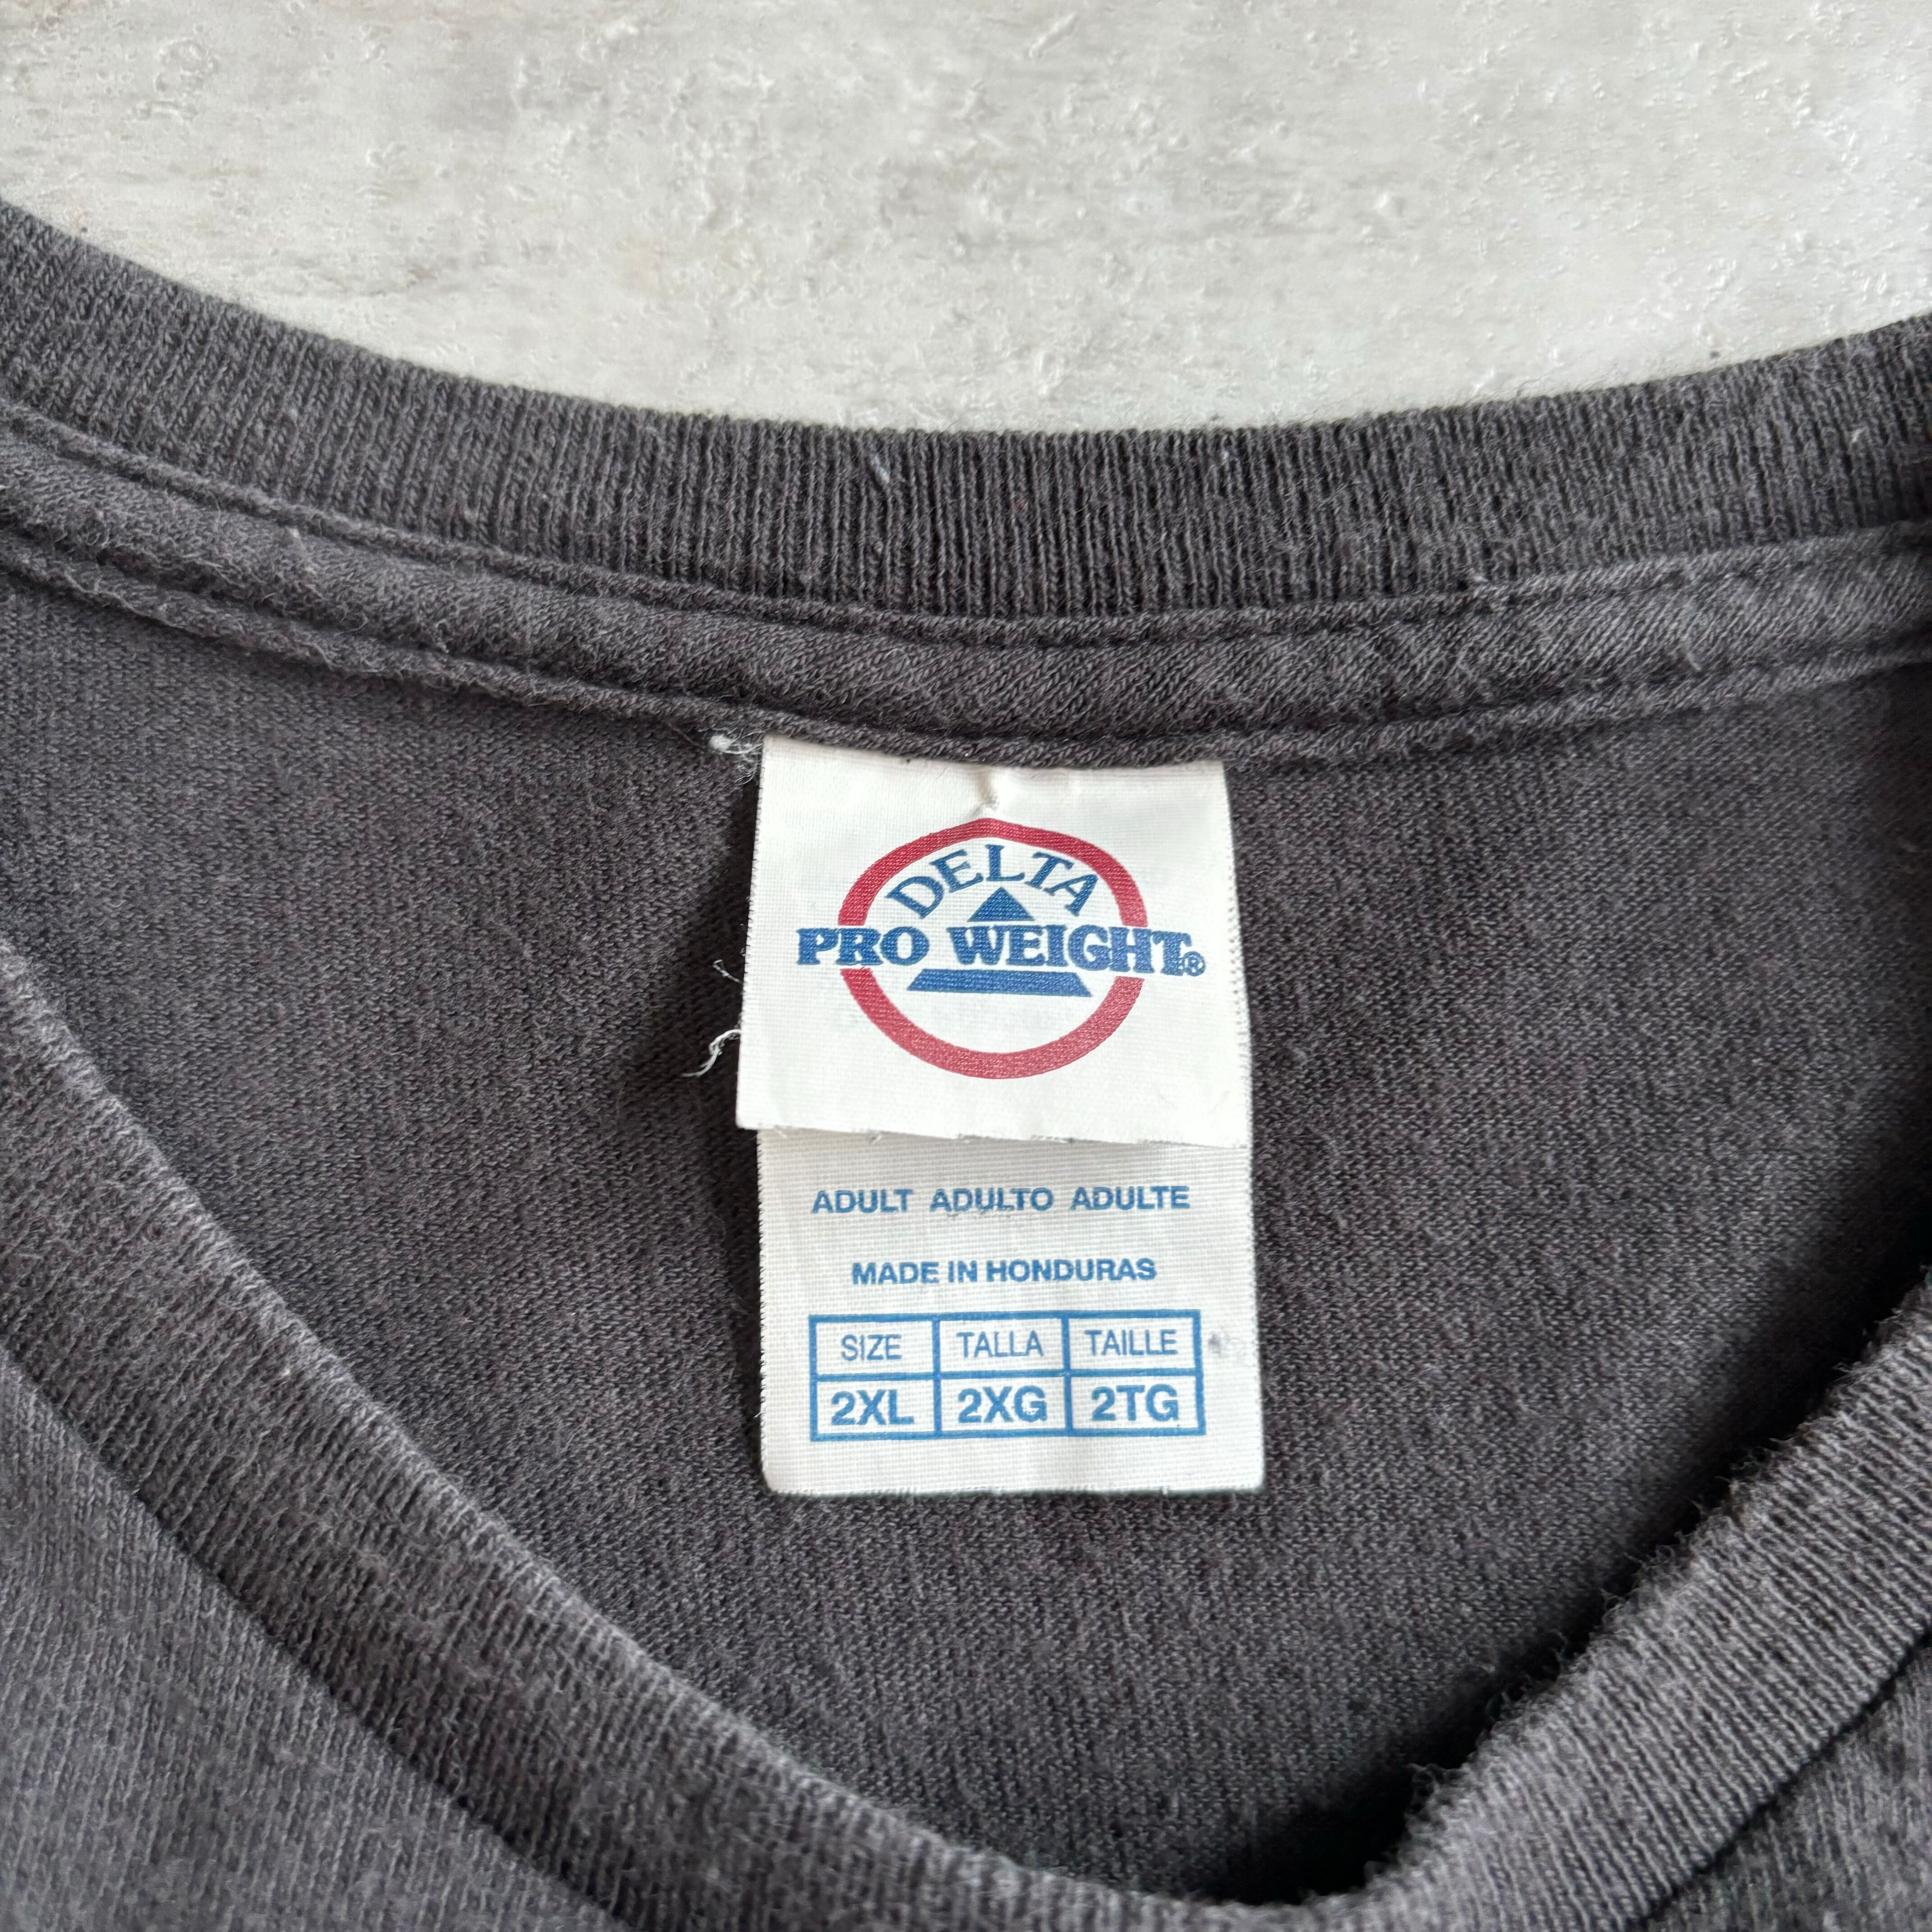 DELTA
PRO WEIGHT®
ADULT ADULTO ADULTE
MADE IN HONDURAS
SIZE TALLA TAILLE
2XL 2XG 2TG